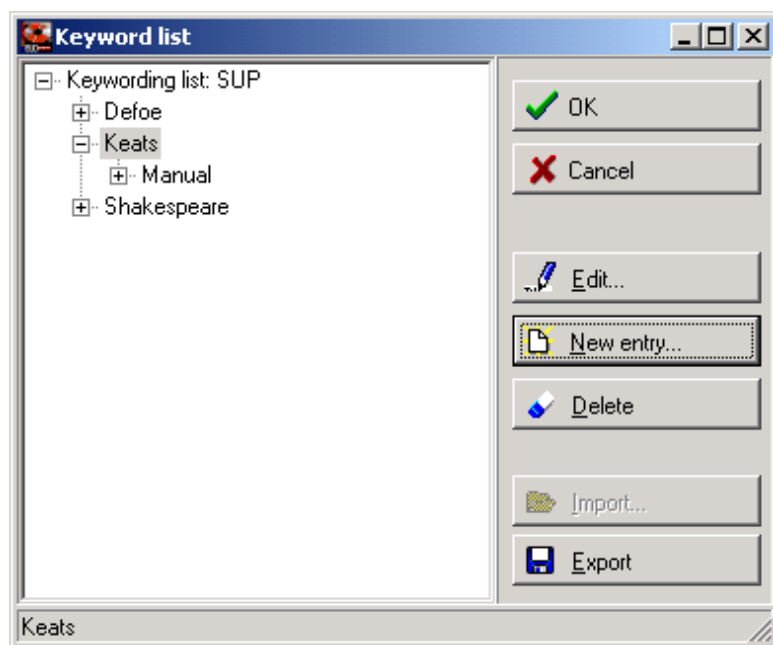 Keyword list
Keywording list: SUP
Defoe
Keats
Manual
Shakespeare
OK
Cancel
Edit...
New entry...
Delete
Import...
Export
Keats